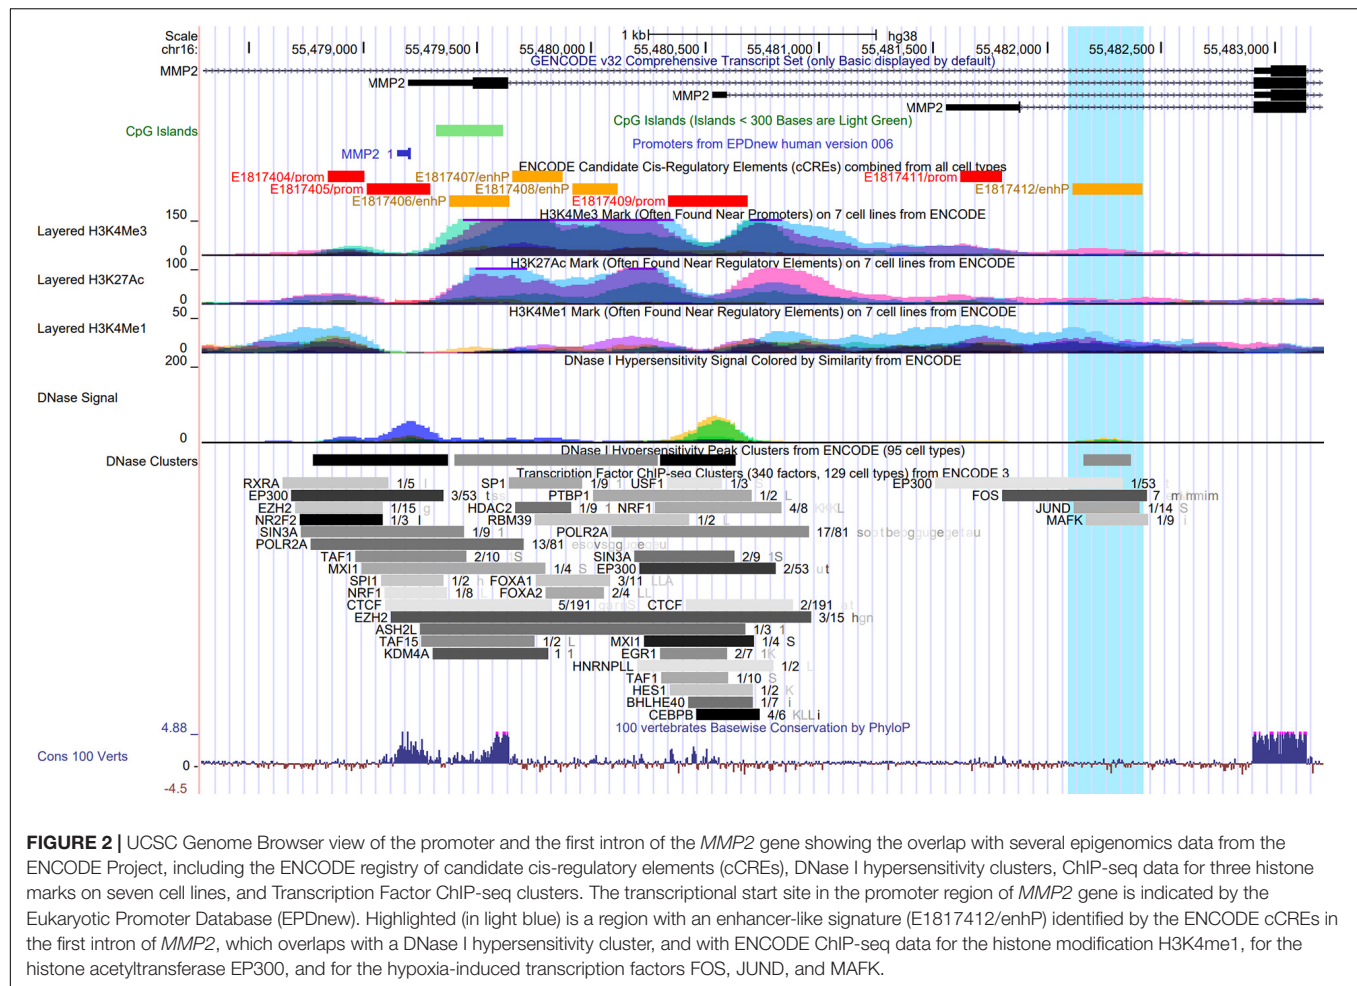 Scale 1 kb hg38
chr16: 55,479,000 55,479,500 55,480,000 55,480,500 55,481,000 55,481,500 55,482,000 55,482,500 55,483,000
GENCODE v32 Comprehensive Transcript Set (only Basic displayed by default)
MMP2
MMP2
MMP2
MMP2
CpG Islands (Islands < 300 Bases are Light Green)
CpG Islands
Promoters from EPDnew human version 006
MMP2 1
ENCODE Candidate Cis-Regulatory Elements (cCREs) combined from all cell types
E1817404/prom E1817407/enhP E1817411/prom
E1817405/prom E1817408/enhP E1817412/enhP
E1817406/enhP E1817409/prom
150 H3K4Me3 Mark (Often Found Near Promoters) on 7 cell lines from ENCODE
Layered H3K4Me3
0
100 H3K27Ac Mark (Often Found Near Regulatory Elements) on 7 cell lines from ENCODE
Layered H3K27Ac
0
50 H3K4Me1 Mark (Often Found Near Regulatory Elements) on 7 cell lines from ENCODE
Layered H3K4Me1
0
200 DNase I Hypersensitivity Signal Colored by Similarity from ENCODE
DNase Signal
0
DNase I Hypersensitivity Peak Clusters from ENCODE (95 cell types)
DNase Clusters
Transcription Factor ChIP-seq Clusters (340 factors, 129 cell types) from ENCODE 3
RXRA 1/5 l SP1 1/9 1 USF1 1/3 S EP300 1/53 t
EP300 3/53 t s s PTBP1 1/2 L FOS 7
EZH2 1/15 g HDAC2 1/9 1 NRF1 4/8 KKKL JUND 1/14 S
NR2F2 1/3 l RBM39 1/2 L MAFK 1/9 i
SIN3A 1/9 1 POLR2A 17/81
POLR2A 13/81
TAF1 2/10 S SIN3A 2/9 1S
MXI1 1/4 S EP300 2/53 u t
SPI1 1/2 h FOXA1 3/11 LLA
NRF1 1/8 L FOXA2 2/4 LL
CTCF 5/191 CTCF 2/191
EZH2 3/15 hgn
ASH2L 1/3 1
TAF15 1/2 L MXI1 1/4 S
KDM4A 1 1 EGR1 2/7 1K
HNRNPLL 1/2 L
TAF1 1/10 S
HES1 1/2 K
BHLHE40 1/7 i
CEBPB 4/6 KLLi
4.88 100 vertebrates Basewise Conservation by PhyloP
Cons 100 Verts
0
-4.5
FIGURE 2 | UCSC Genome Browser view of the promoter and the first intron of the MMP2 gene showing the overlap with several epigenomics data from the
ENCODE Project, including the ENCODE registry of candidate cis-regulatory elements (cCREs), DNase I hypersensitivity clusters, ChIP-seq data for three histone
marks on seven cell lines, and Transcription Factor ChIP-seq clusters. The transcriptional start site in the promoter region of MMP2 gene is indicated by the
Eukaryotic Promoter Database (EPDnew). Highlighted (in light blue) is a region with an enhancer-like signature (E1817412/enhP) identified by the ENCODE cCREs in
the first intron of MMP2, which overlaps with a DNase I hypersensitivity cluster, and with ENCODE ChIP-seq data for the histone modification H3K4me1, for the
histone acetyltransferase EP300, and for the hypoxia-induced transcription factors FOS, JUND, and MAFK.